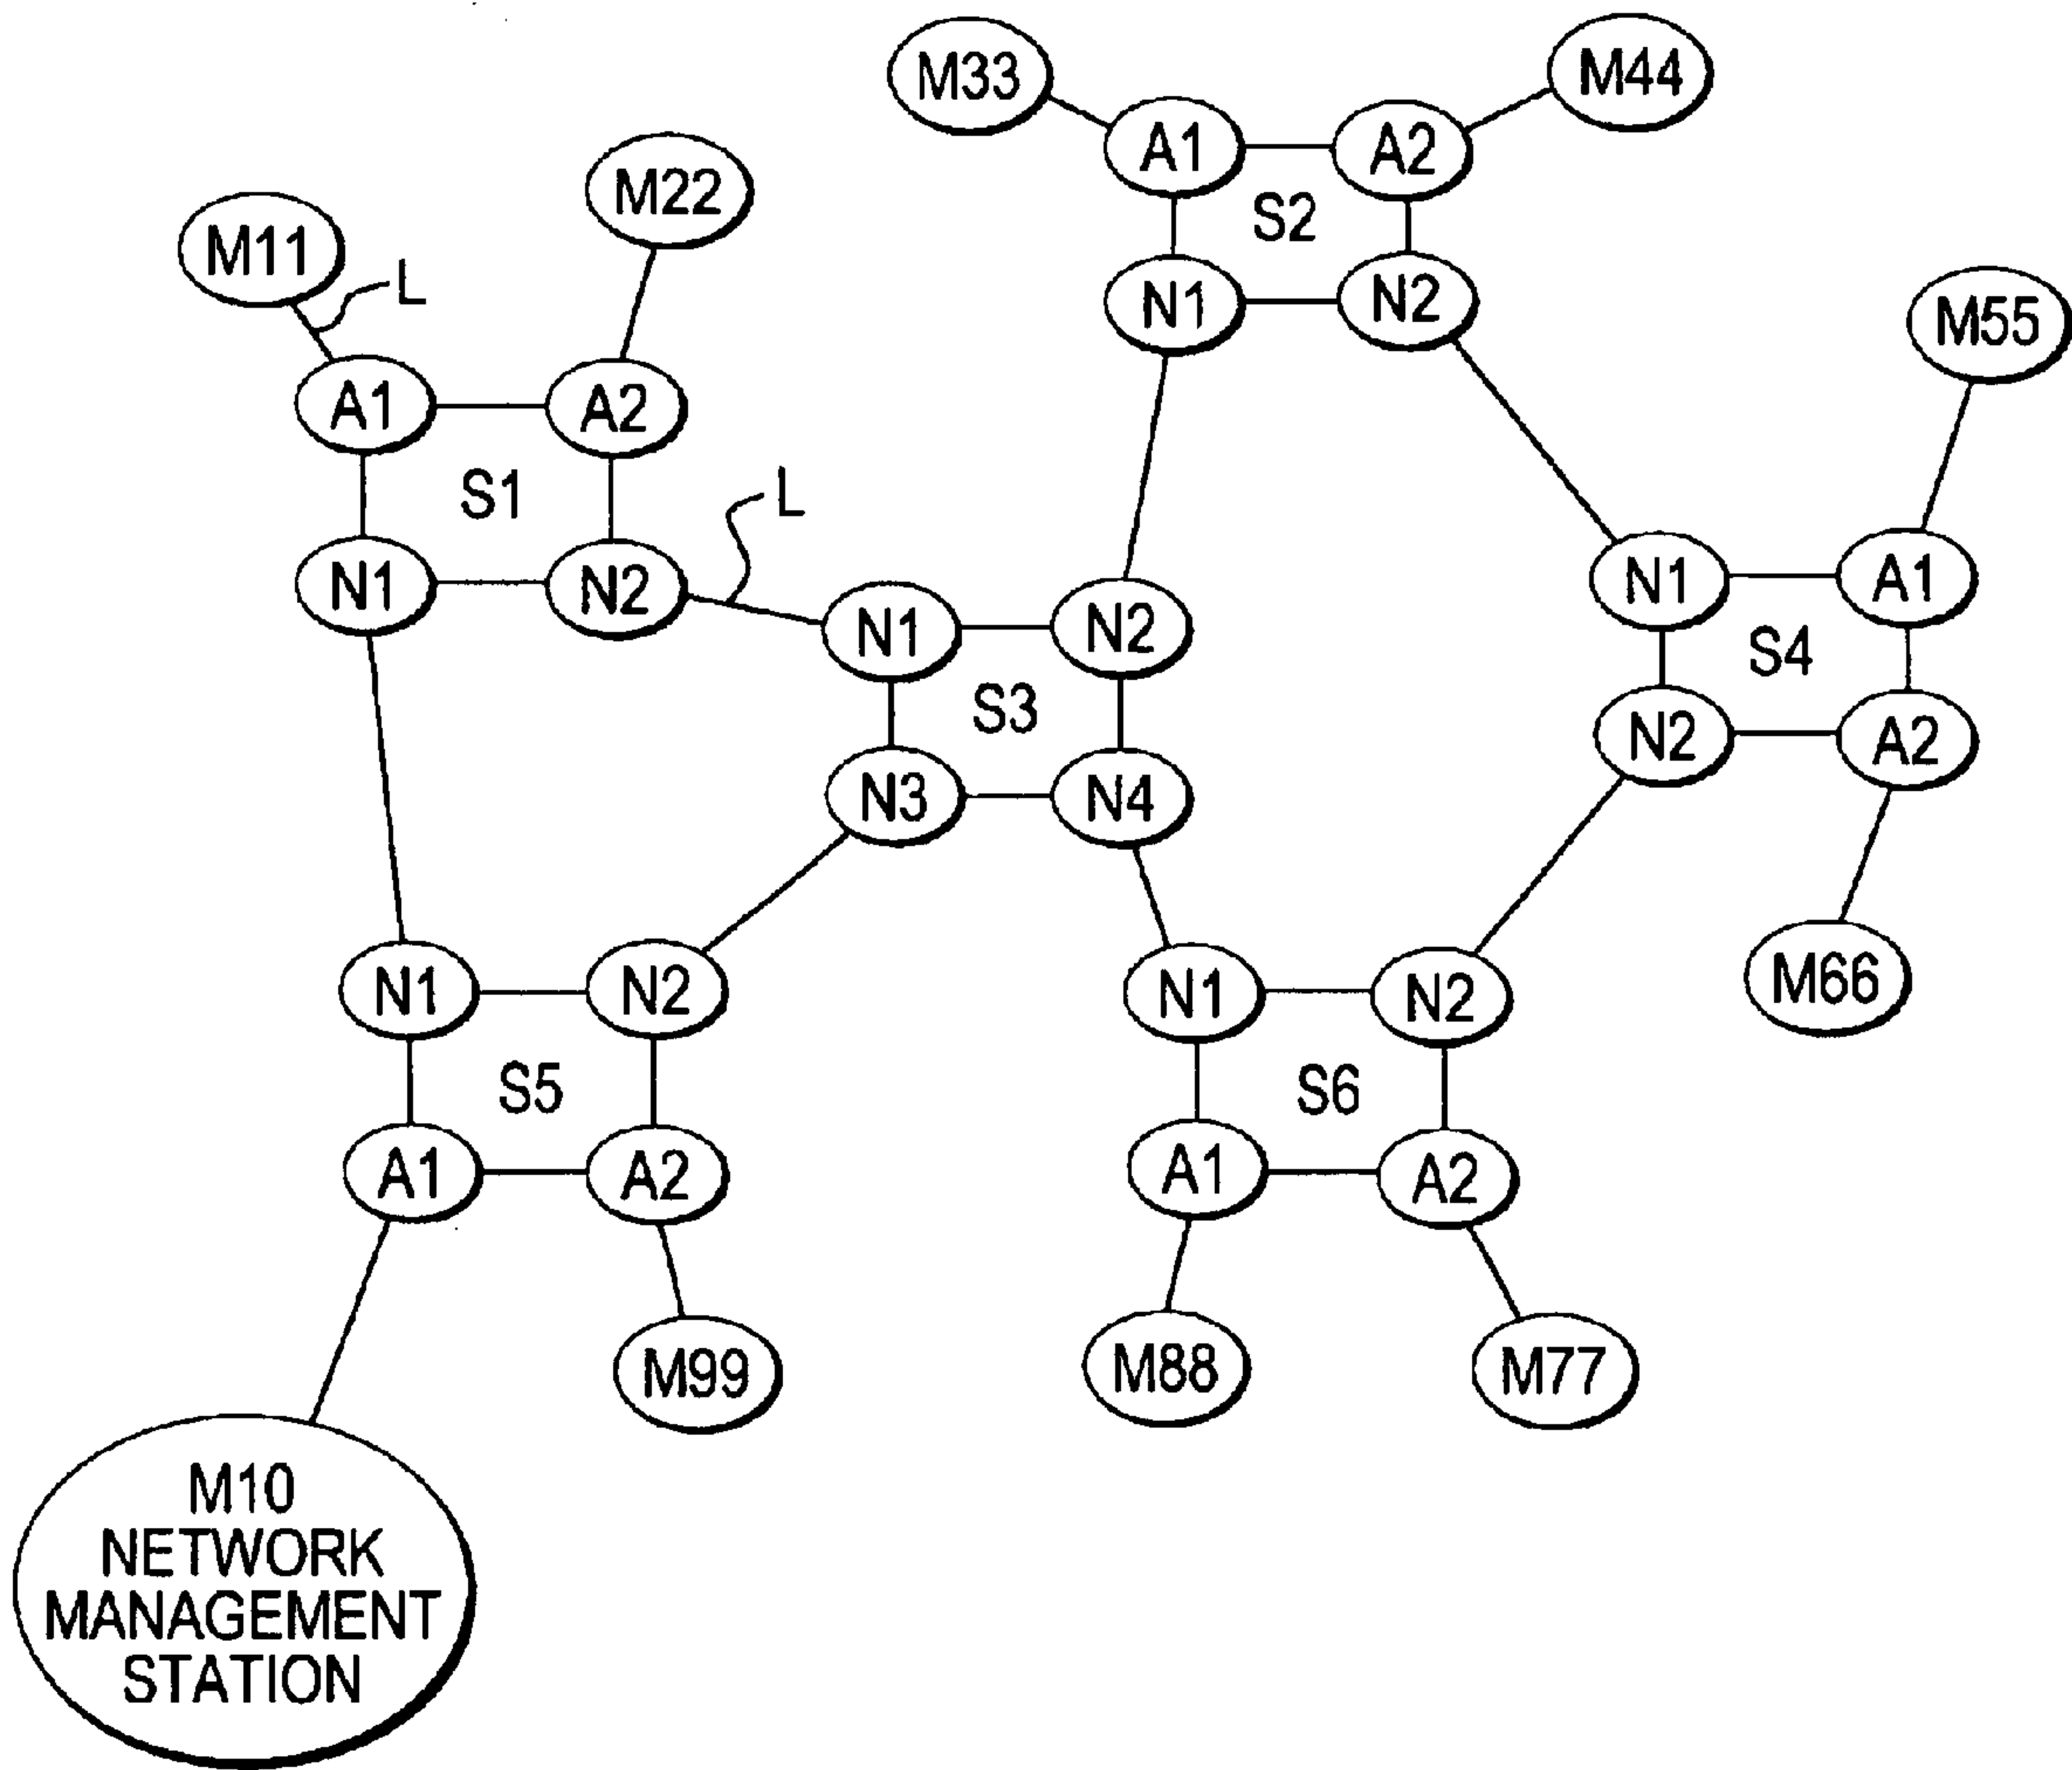 M33
M44
A1
A2
M22
S2
M11
L
N1
N2
M55
A1
A2
S1
L
N1
N2
N1
N2
N1
A1
S3
S4
N3
N4
N2
A2
N1
N2
N1
N2
M66
S5
S6
A1
A2
A1
A2
M99
M88
M77
M10
NETWORK
MANAGEMENT
STATION